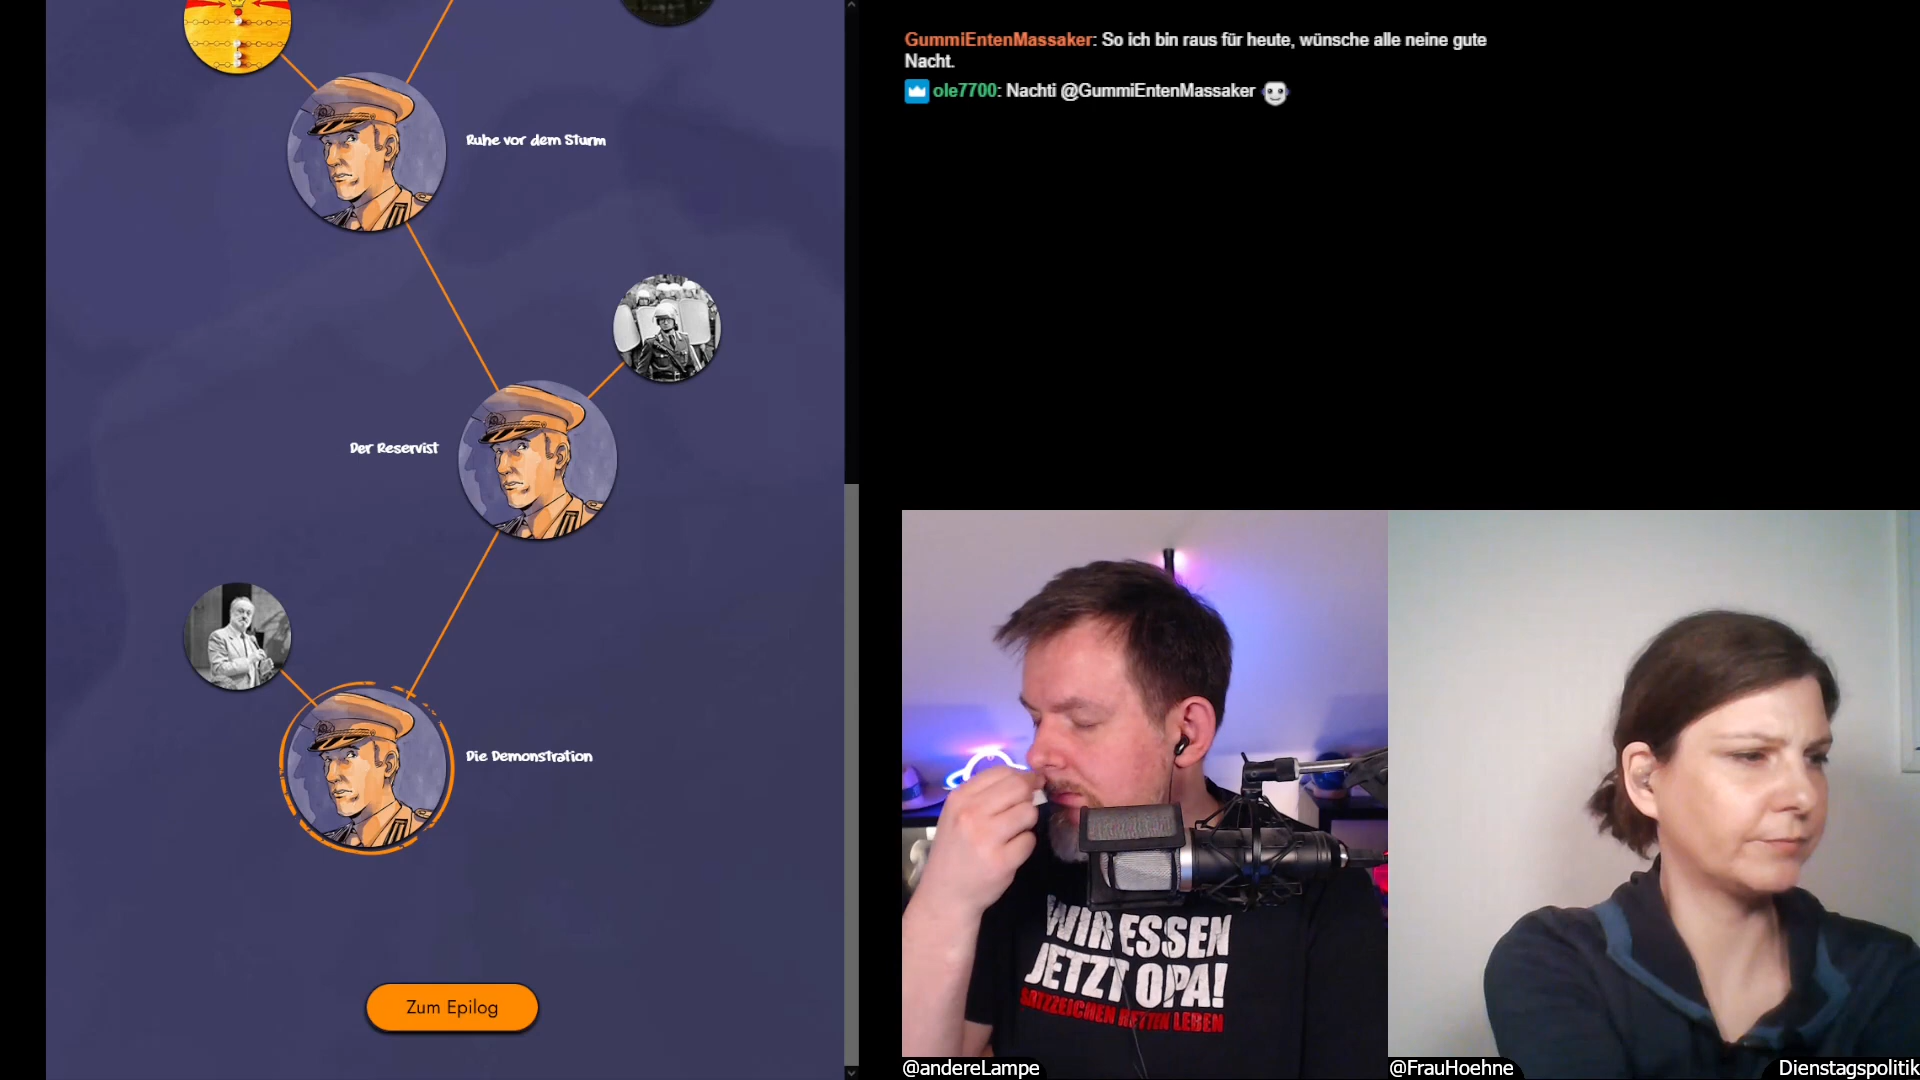 Ruhe vor dem Sturm
Der Reservist
Die Demonstration
Zum Epilog
GummiEntenMassaker: So ich bin raus für heute, wünsche alle neine gute
Nacht.
ole7700: Nachti @GummiEntenMassaker
WIR ESSEN
JETZT OPA!
SATZZEICHEN RETTEN LEBEN
@andereLampe
@FrauHoehne
Dienstagspolitik